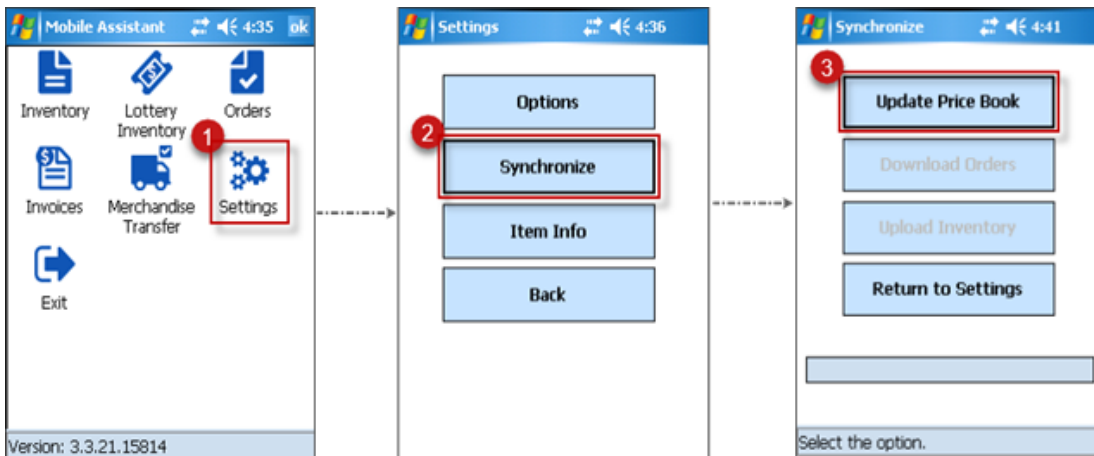 Mobile Assistant 4:35 ok
Inventory
Lottery Inventory
Orders
1
Invoices
Merchandise Transfer
Settings
Exit
Version: 3.3.21.15814
Settings 4:36
Options
2
Synchronize
Item Info
Back
Synchronize 4:41
3
Update Price Book
Download Orders
Upload Inventory
Return to Settings
Select the option.